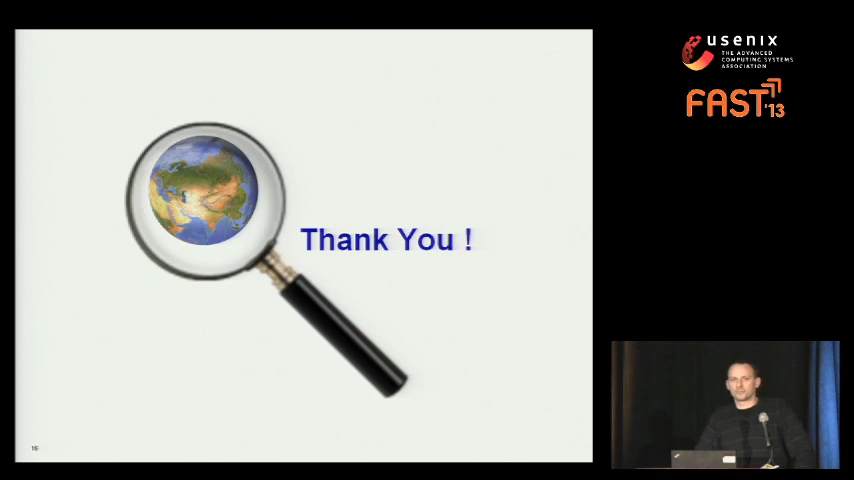 Thank You !
usenix
THE ADVANCED
COMPUTING SYSTEMS
ASSOCIATION
FAST '13